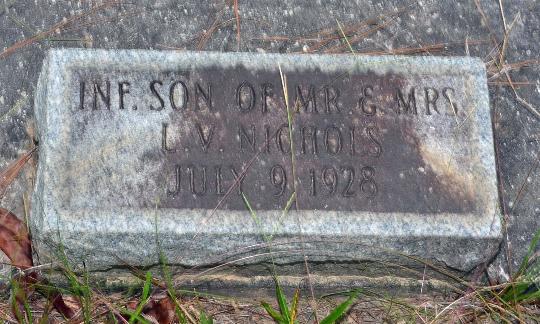 INF. SON OF MR. & MRS.
L. V. NICHOLS
JULY 9, 1928